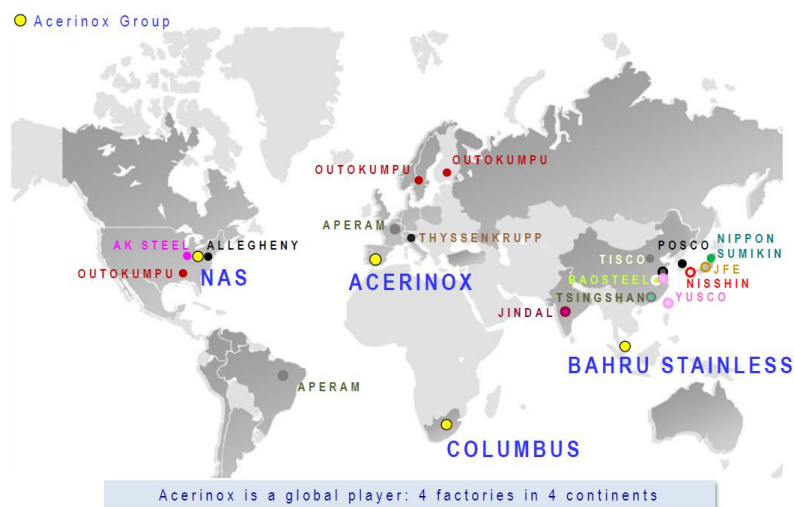 Acerinox Group
OUTOKUMPU
OUTOKUMPU
APERAM
THYSSENKRUPP
AK STEEL
ALLEGHENY
OUTOKUMPU
NAS
ACERINOX
POSCO
NIPPON
SUMIKIN
TISCO
JFE
BAOSTEEL
NISSHIN
TSINGSHAN
YUSCO
JINDAL
BAHRU STAINLESS
APERAM
COLUMBUS
Acerinox is a global player: 4 factories in 4 continents